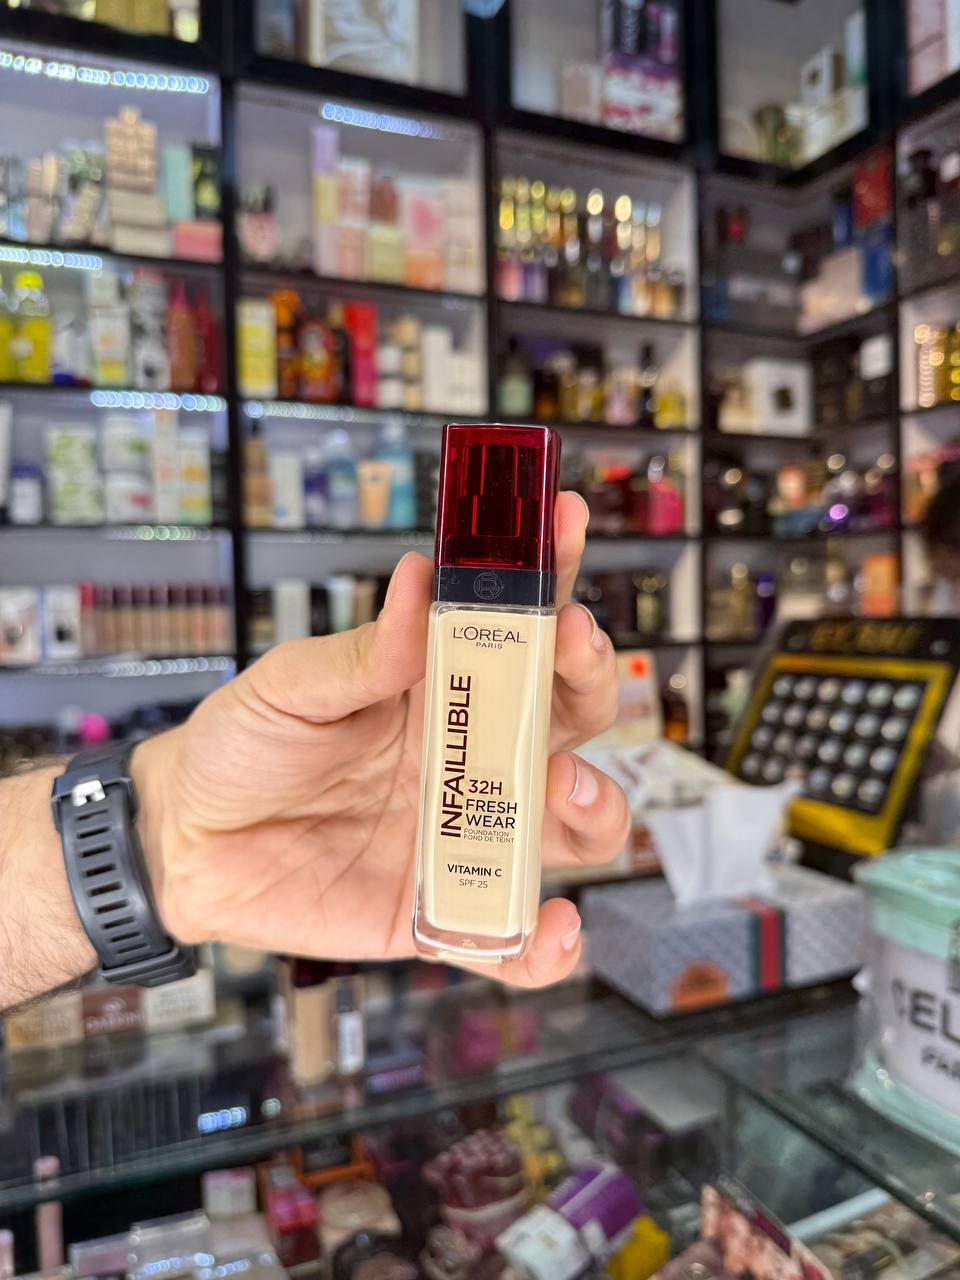 L'ORÉAL
PARIS
INFAILLIBLE
32H
FRESH
WEAR
FOUNDATION
FOND DE TEINT
VITAMIN C
SPF 25